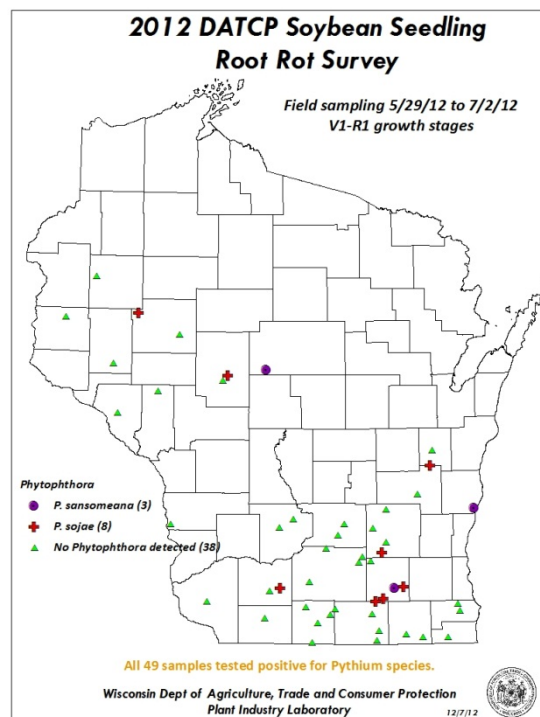 2012 DATCP Soybean Seedling
Root Rot Survey
Field sampling 5/29/12 to 7/2/12
V1-R1 growth stages
Phytophthora
P. sansomeana (3)
P. sojae (8)
No Phytophthora detected (38)
All 49 samples tested positive for Pythium species.
Wisconsin Dept of Agriculture, Trade and Consumer Protection
Plant Industry Laboratory
12/7/12